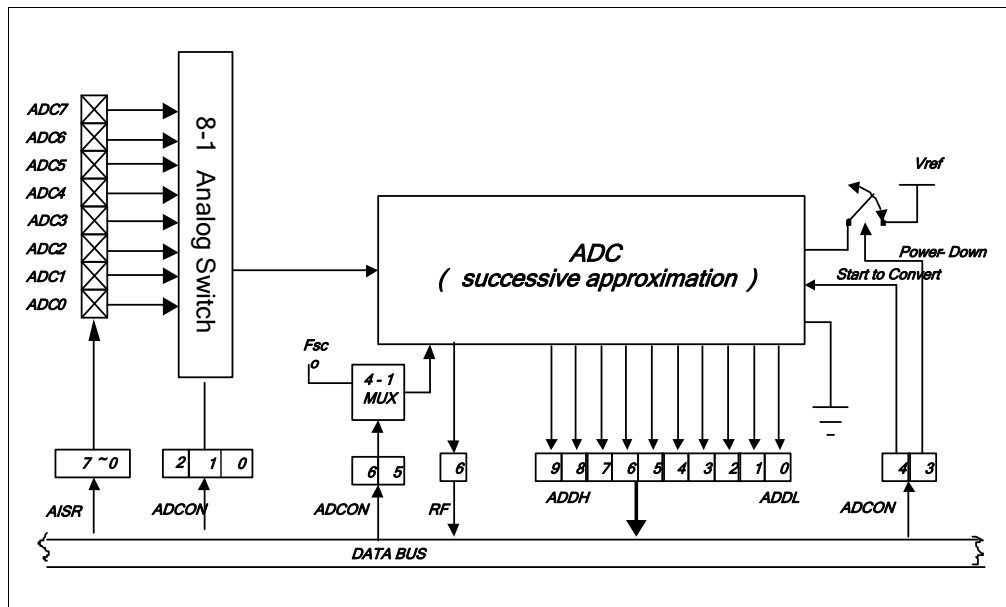 ADC7
ADC6
ADC5
ADC4
ADC3
ADC2
ADC1
ADC0
8-1 Analog Switch
ADC
( successive approximation )
Vref
Power- Down
Start to Convert
Fsc
4 - 1
MUX
7 ~ 0
2 1 0
6 5
6
9 8 7 6 5 4 3 2 1 0
4 3
AISR
ADCON
ADCON
RF
ADDH
ADDL
ADCON
DATA BUS